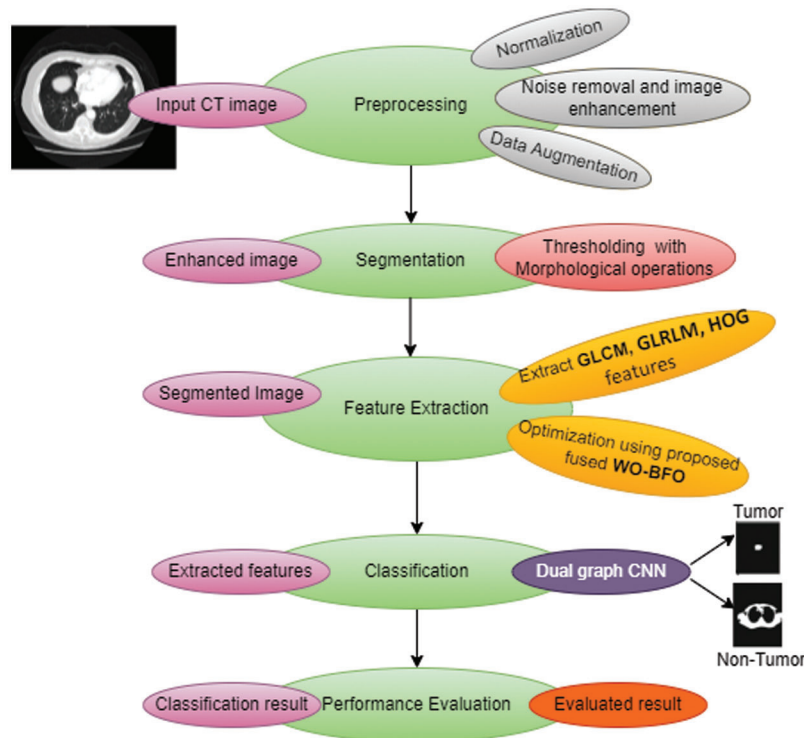 Normalization
Input CT image
Preprocessing
Noise removal and image
enhancement
Data Augmentation
Enhanced image
Segmentation
Thresholding with
Morphological operations
Extract GLCM, GLRLM, HOG
features
Segmented Image
Feature Extraction
Optimization using proposed
fused WO-BFO
Tumor
Extracted features
Classification
Dual graph CNN
Non-Tumor
Classification result
Performance Evaluation
Evaluated result